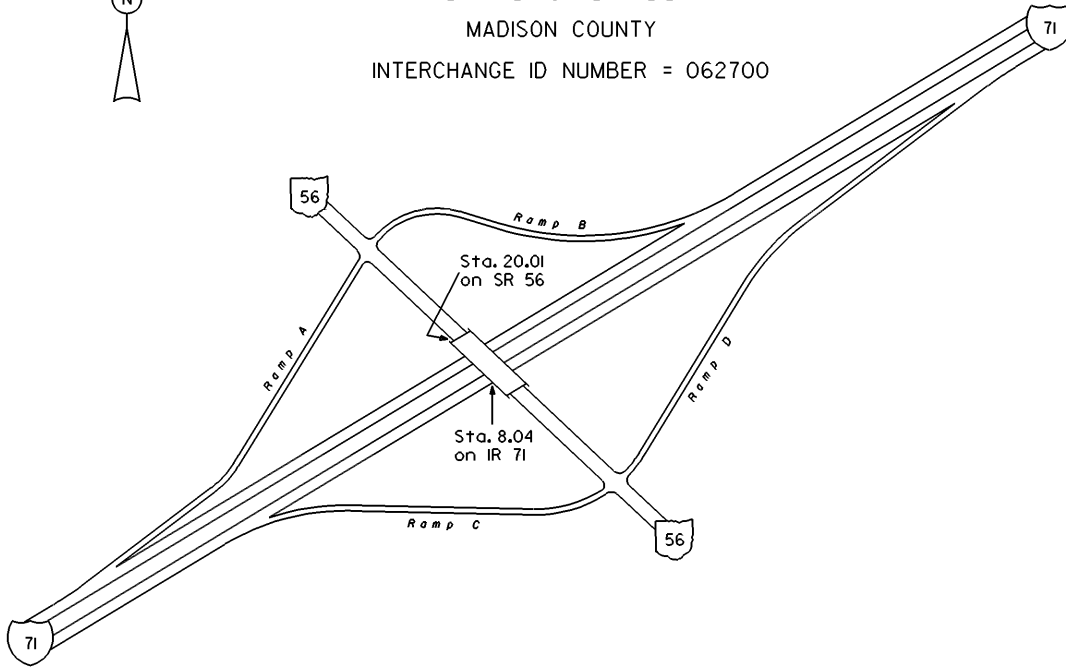 N
MADISON COUNTY
INTERCHANGE ID NUMBER = 062700
71
56
Ramp B
Sta. 20.01
on SR 56
Ramp A
Ramp D
Sta. 8.04
on IR 71
Ramp C
56
71